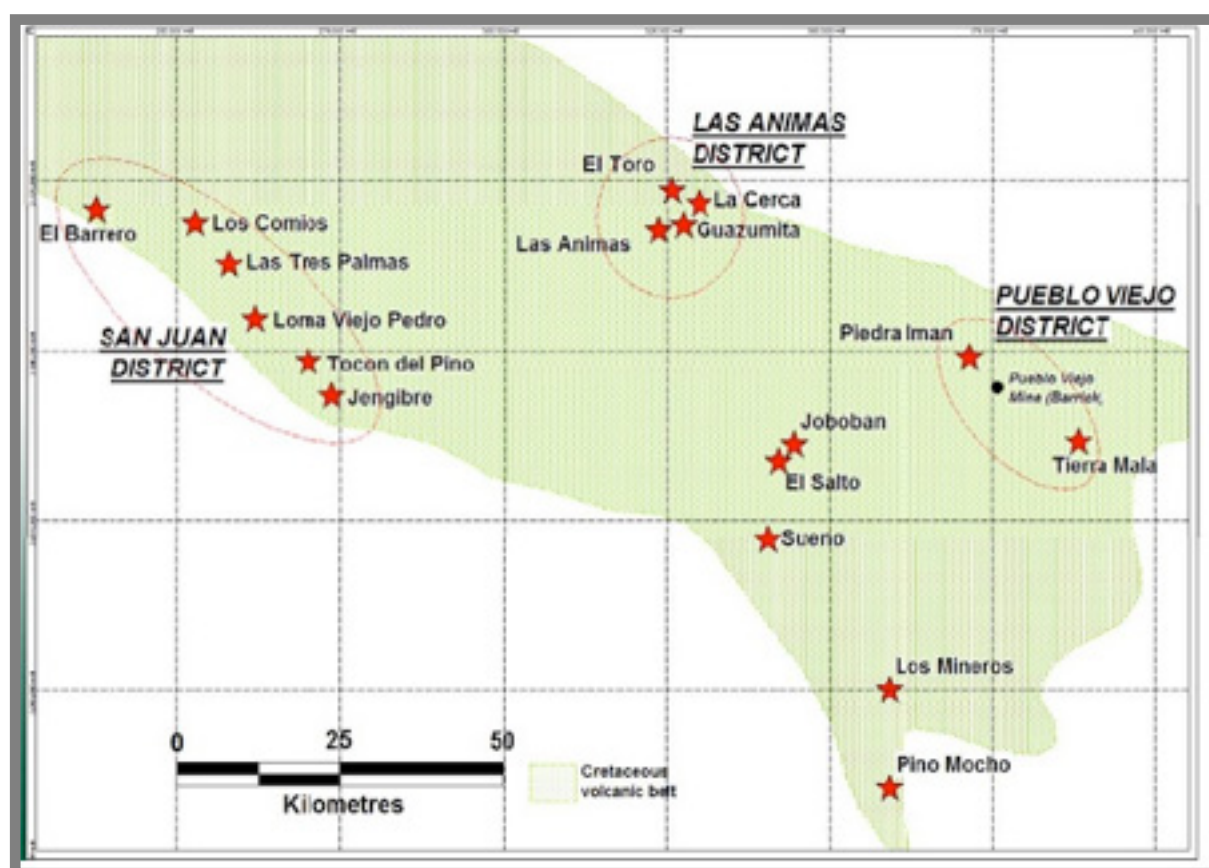 LAS ANIMAS
DISTRICT
El Toro
La Cerca
Guazumita
Las Animas
El Barrero
Los Comios
Las Tres Palmas
Loma Viejo Pedro
SAN JUAN
DISTRICT
Tocon del Pino
Jengibre
PUEBLO VIEJO
DISTRICT
Piedra Iman
Pueblo Viejo
Mine (Barrick,
Tierra Mala
Joboban
El Salto
Sueno
Los Mineros
Pino Mocho
0 25 50
Kilometres
Cretaceous
volcanic belt